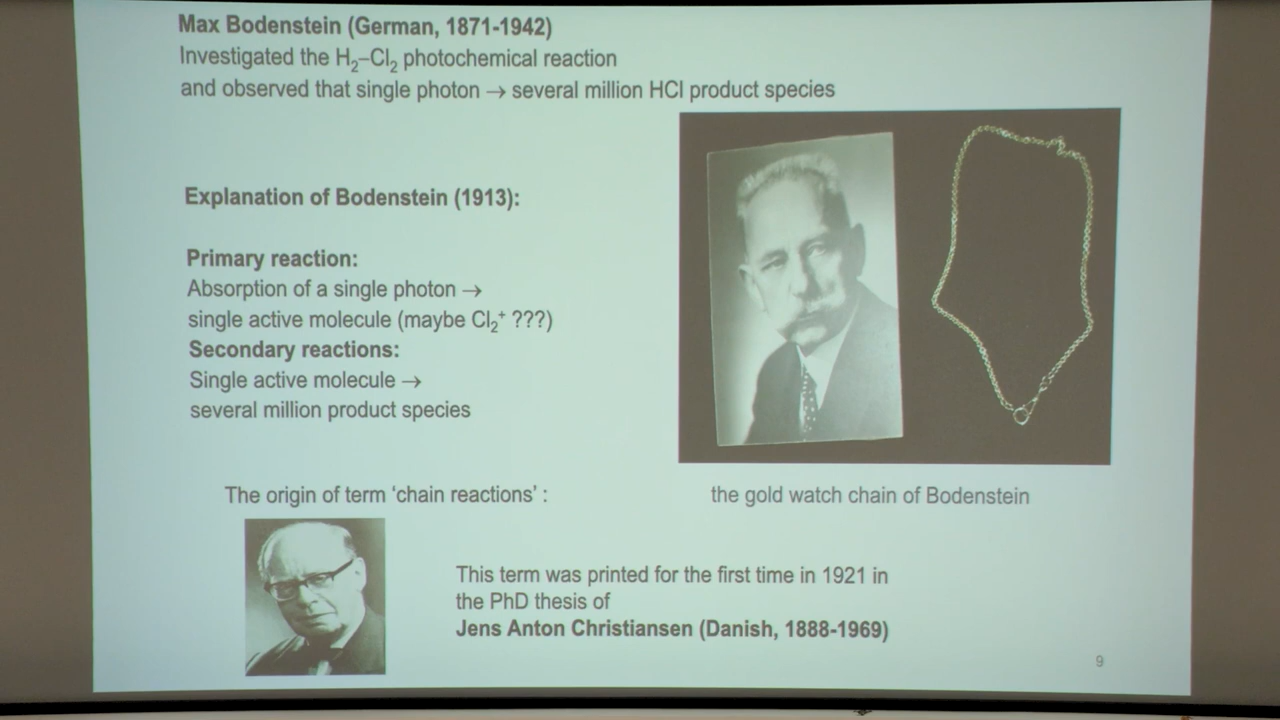 Max Bodenstein (German, 1871-1942)
Investigated the H₂–Cl₂ photochemical reaction
and observed that single photon → several million HCl product species
Explanation of Bodenstein (1913):
Primary reaction:
Absorption of a single photon →
single active molecule (maybe Cl₂⁺ ???)
Secondary reactions:
Single active molecule →
several million product species
The origin of term ‘chain reactions’ :
the gold watch chain of Bodenstein
This term was printed for the first time in 1921 in
the PhD thesis of
Jens Anton Christiansen (Danish, 1888-1969)
9